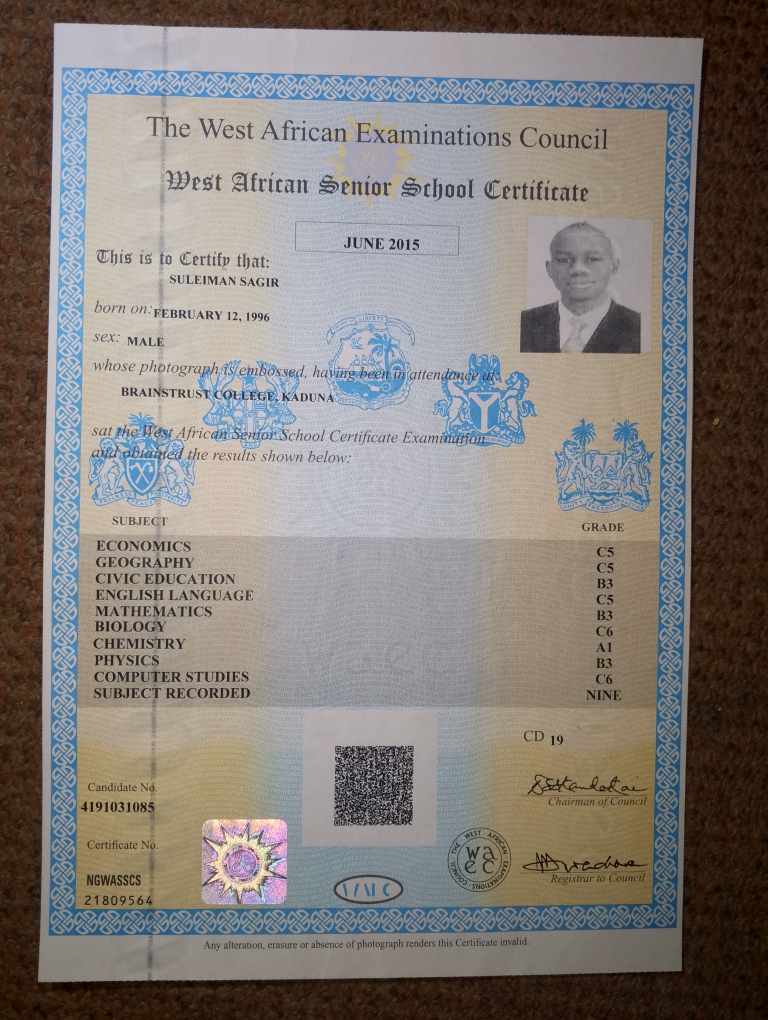 The West African Examinations Council
West African Senior School Certificate
JUNE 2015
This is to Certify that:
SULEIMAN SAGIR
born on: FEBRUARY 12, 1996
sex: MALE
whose photograph is embossed, having been in attendance at:
BRAINSTRUST COLLEGE, KADUNA
sat the West African Senior School Certificate Examination
and obtained the results shown below:
SUBJECT GRADE
ECONOMICS C5
GEOGRAPHY C5
CIVIC EDUCATION B3
ENGLISH LANGUAGE C5
MATHEMATICS B3
BIOLOGY C6
CHEMISTRY A1
PHYSICS B3
COMPUTER STUDIES C6
SUBJECT RECORDED NINE
CD 19
Candidate No.
4191031085
Chairman of Council
Certificate No.
NGWASSCS
21809564
THE WEST AFRICAN EXAMINATIONS COUNCIL
waec
Registrar to Council
Any alteration, erasure or absence of photograph renders this Certificate invalid.